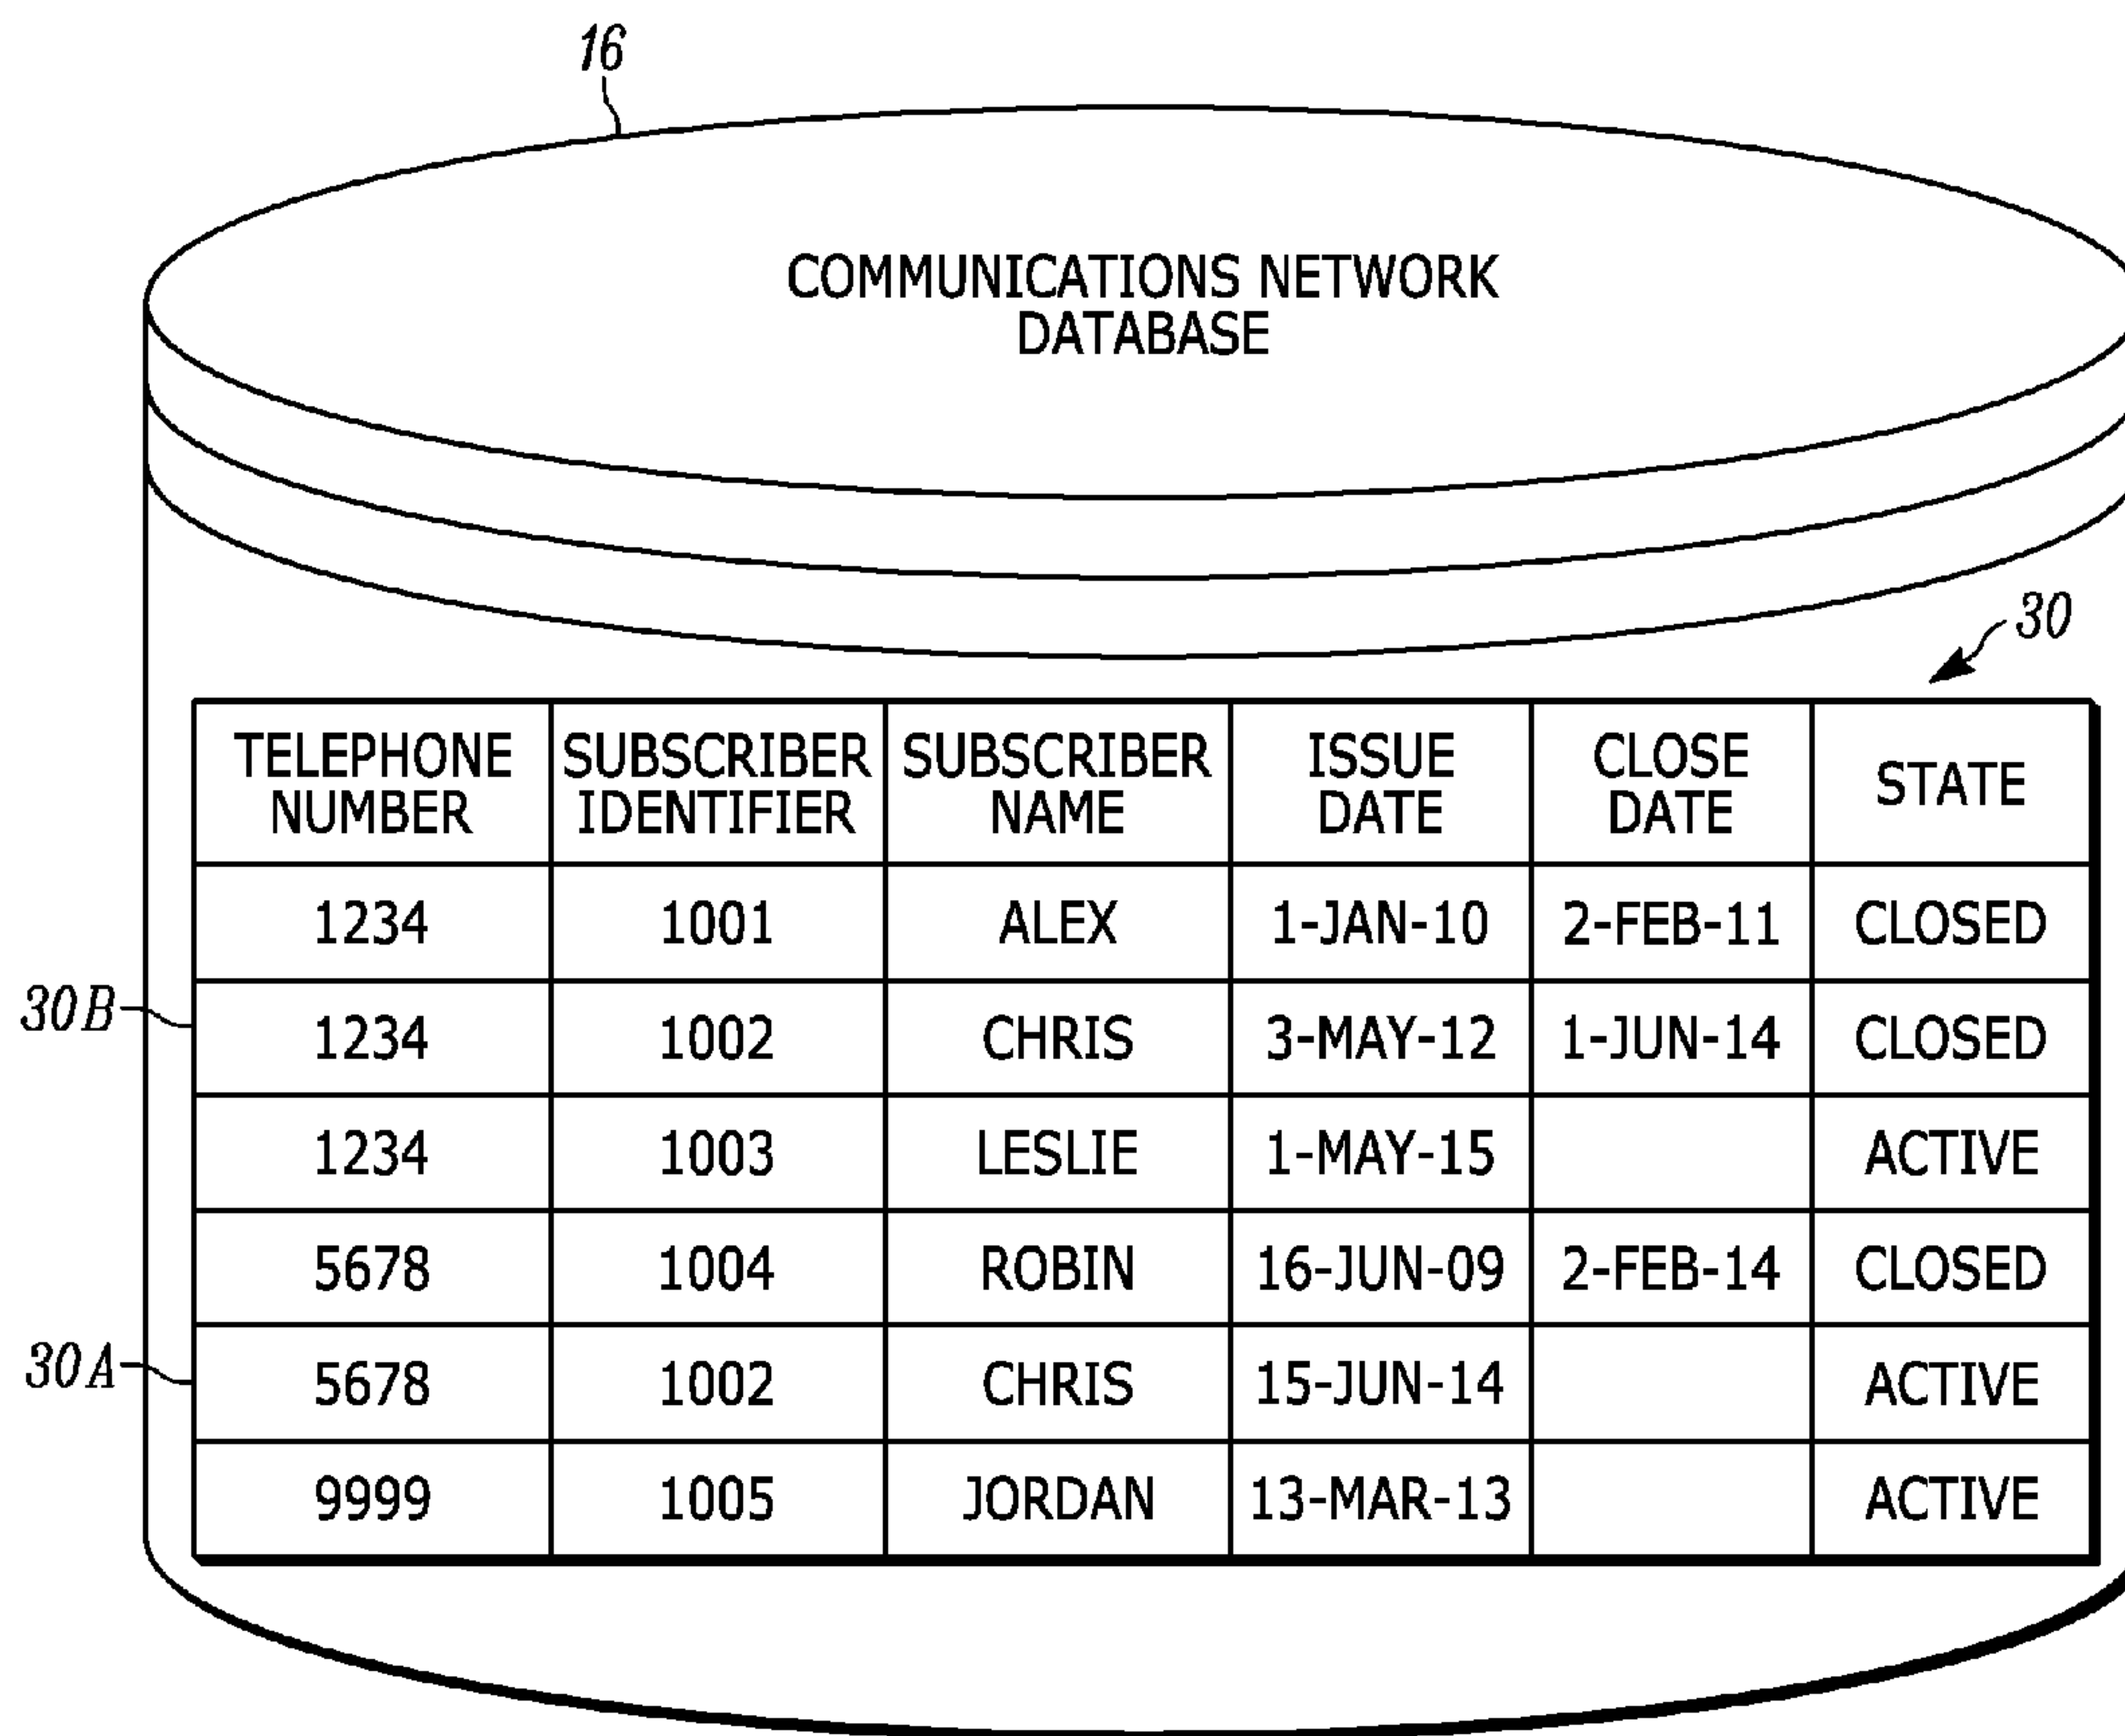 16
COMMUNICATIONS NETWORK
DATABASE
30
TELEPHONE NUMBER SUBSCRIBER IDENTIFIER SUBSCRIBER NAME ISSUE DATE CLOSE DATE STATE
1234 1001 ALEX 1-JAN-10 2-FEB-11 CLOSED
30B 1234 1002 CHRIS 3-MAY-12 1-JUN-14 CLOSED
1234 1003 LESLIE 1-MAY-15 ACTIVE
5678 1004 ROBIN 16-JUN-09 2-FEB-14 CLOSED
30A 5678 1002 CHRIS 15-JUN-14 ACTIVE
9999 1005 JORDAN 13-MAR-13 ACTIVE